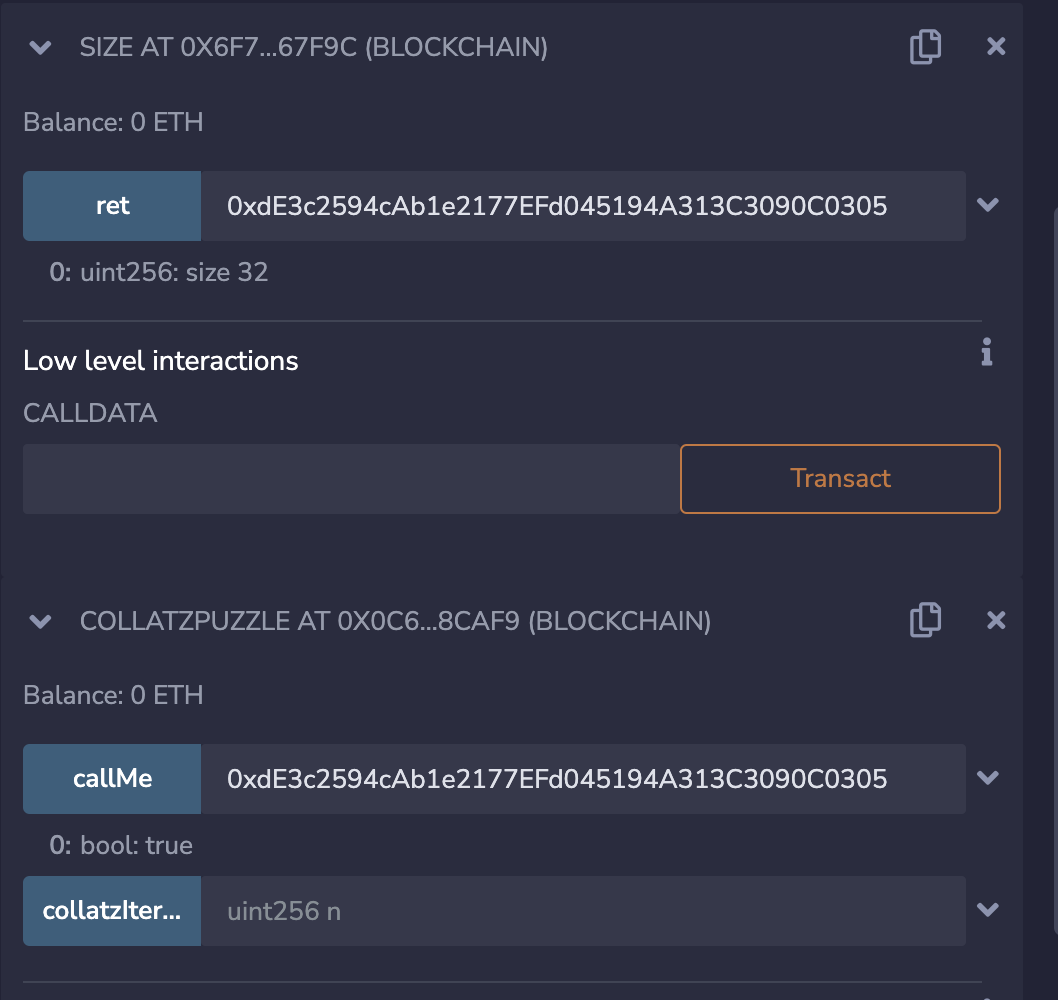 SIZE AT 0X6F7...67F9C (BLOCKCHAIN)
Balance: 0 ETH
ret 0xdE3c2594cAb1e2177EFd045194A313C3090C0305
0: uint256: size 32
Low level interactions
CALLDATA
Transact
COLLATZPUZZLE AT 0X0C6...8CAF9 (BLOCKCHAIN)
Balance: 0 ETH
callMe 0xdE3c2594cAb1e2177EFd045194A313C3090C0305
0: bool: true
collatzIter... uint256 n